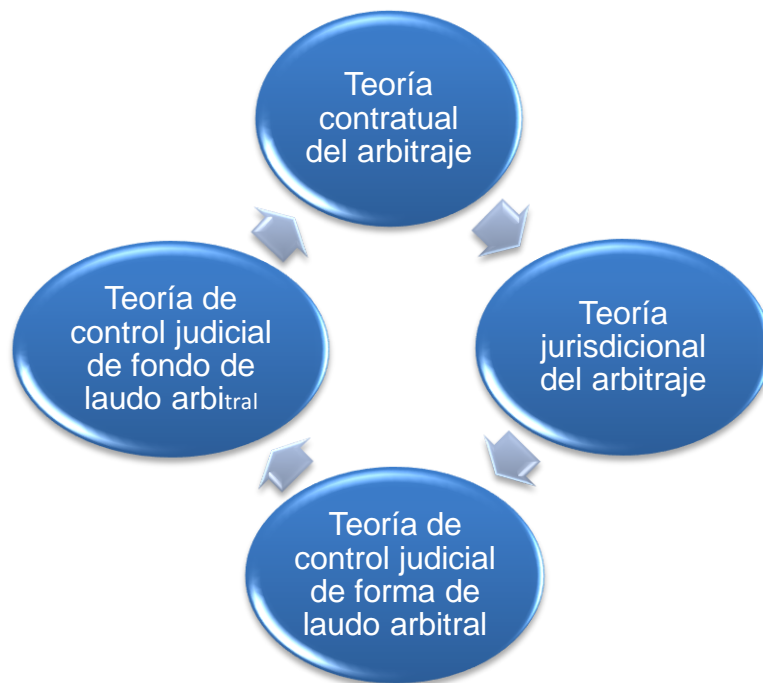 Teoría
contratual
del arbitraje
Teoría
jurisdicional
del arbitraje
Teoría de
control judicial
de forma de
laudo arbitral
Teoría de
control judicial
de fondo de
laudo arbitral